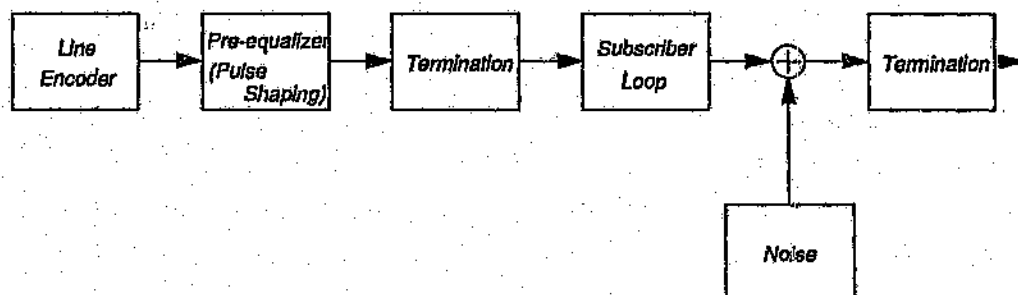 Line
Encoder
Pre-equalizer
(Pulse
Shaping)
Termination
Subscriber
Loop
Termination
Noise